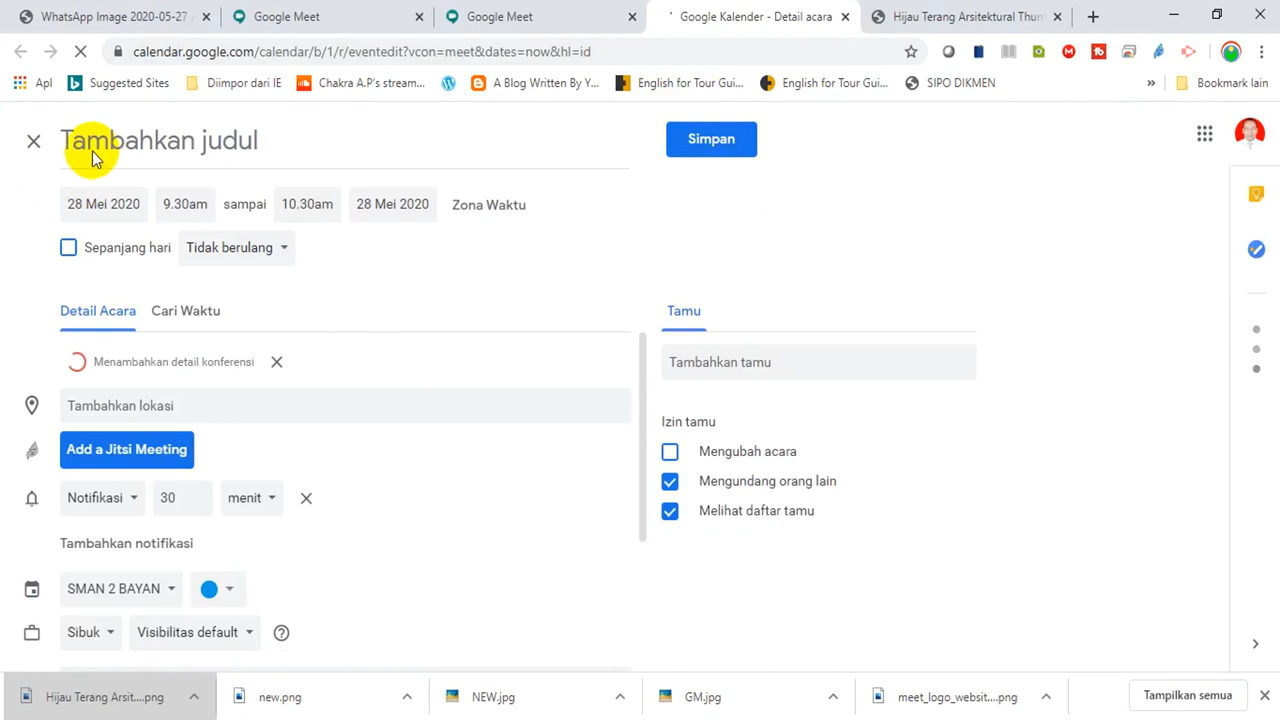 WhatsApp Image 2020-05-27
Google Meet
Google Meet
Google Kalender - Detail acara
Hijau Terang Arsitektural Thum
calendar.google.com/calendar/b/1/r/eventedit?vcon=meet&dates=now&hl=id
Apl
Suggested Sites
Diimpor dari IE
Chakra A.P's stream...
A Blog Written By Y...
English for Tour Gui...
English for Tour Gui...
SIPO DIKMEN
»
Bookmark lain
Tambahkan judul
Simpan
28 Mei 2020 9.30am sampai 10.30am 28 Mei 2020 Zona Waktu
Sepanjang hari Tidak berulang
Detail Acara Cari Waktu
Tamu
Menambahkan detail konferensi
Tambahkan tamu
Tambahkan lokasi
Izin tamu
Add a Jitsi Meeting
Mengubah acara
Mengundang orang lain
Notifikasi 30 menit
Melihat daftar tamu
Tambahkan notifikasi
SMAN 2 BAYAN
Sibuk Visibilitas default
Hijau Terang Arsit....png
new.png
NEW.jpg
GM.jpg
meet_logo_websit....png
Tampilkan semua